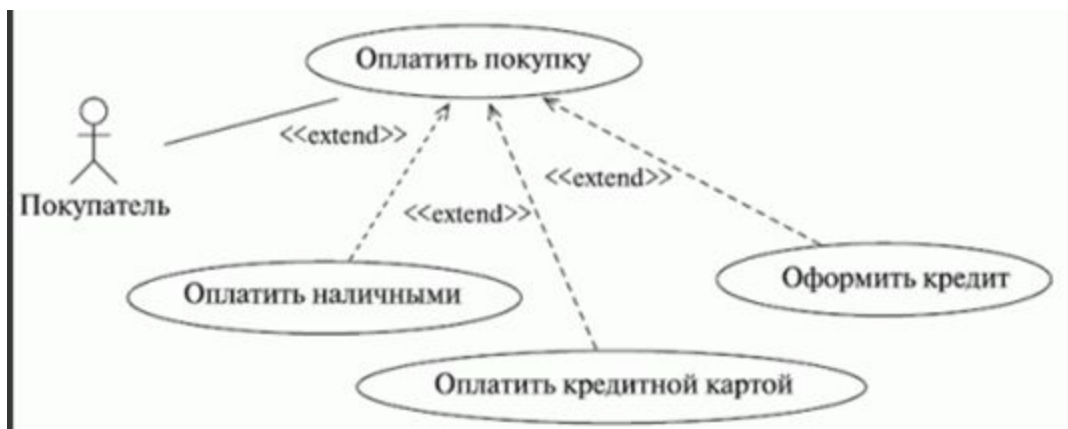 Оплатить покупку
<<extend>>
<<extend>>
<<extend>>
Покупатель
Оплатить наличными
Оформить кредит
Оплатить кредитной картой